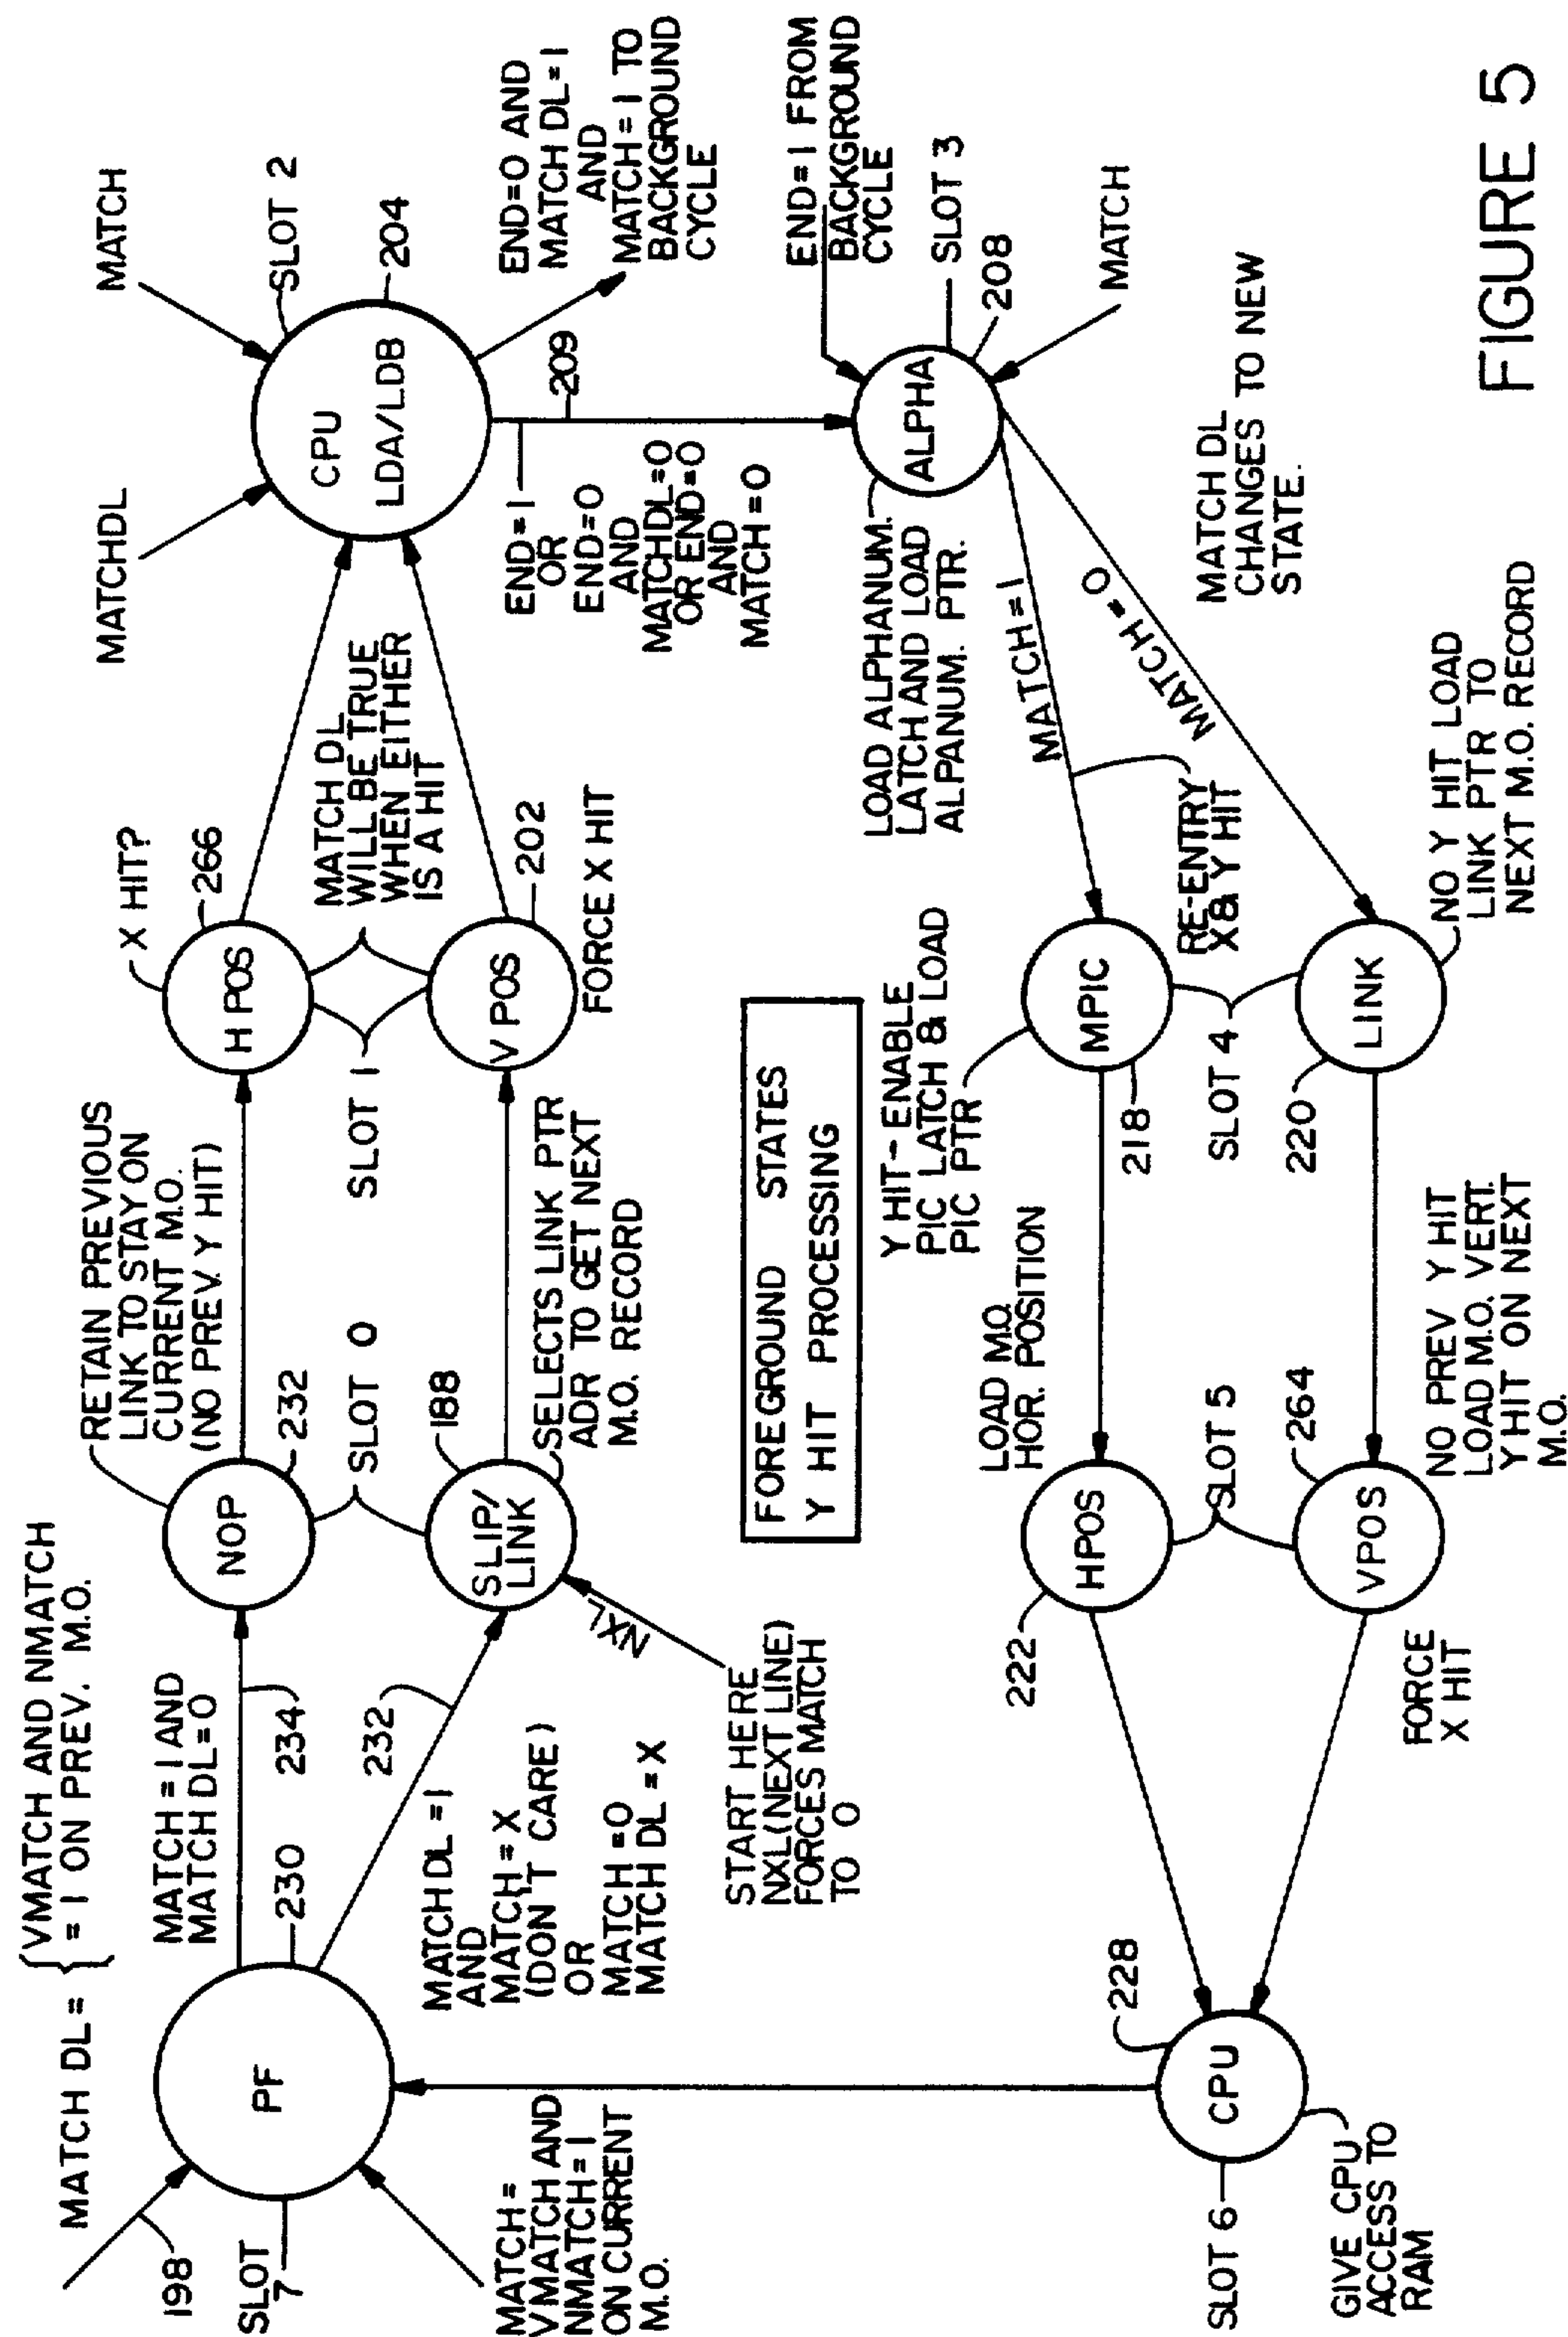 MATCH DL = { VMATCH AND NMATCH
= 1 ON PREV. M.O.
198
SLOT
7
PF
230
MATCH =
VMATCH AND
NMATCH = 1
ON CURRENT
M.O.
MATCH = 1 AND
MATCH DL = 0
234
232
MATCH DL = 1
AND
MATCH = X
(DON'T CARE)
OR
MATCH = 0
MATCH DL = X
START HERE
NXL (NEXT LINE)
FORCES MATCH
TO 0
NXL
RETAIN PREVIOUS
LINK TO STAY ON
CURRENT M.O.
(NO PREV. Y HIT)
NOP
232
SLOT 0
188
SLIP/
LINK
SELECTS LINK PTR
ADR TO GET NEXT
M.O. RECORD
X HIT?
266
H POS
SLOT 1
V POS
202
FORCE X HIT
MATCH DL
WILL BE TRUE
WHEN EITHER
IS A HIT
MATCHDL
MATCH
SLOT 2
204
CPU
LDA/LDB
END=0 AND
MATCH DL = 1
AND
MATCH = 1 TO
BACKGROUND
CYCLE
209
END=1
OR
END=0
AND
MATCHDL=0
OR END=0
AND
MATCH = 0
END=1 FROM
BACKGROUND
CYCLE
SLOT 3
208
MATCH
ALPHA
LOAD ALPHANUM.
LATCH AND LOAD
ALPANUM. PTR.
MATCH = 1
MATCH = 0
MATCH DL
CHANGES TO NEW
STATE.
RE-ENTRY
X & Y HIT
FOREGROUND STATES
Y HIT PROCESSING
Y HIT - ENABLE
PIC LATCH & LOAD
PIC PTR
MPIC
218
SLOT 4
220
LINK
NO Y HIT LOAD
LINK PTR TO
NEXT M.O. RECORD
LOAD M.O.
HOR. POSITION
HPOS
222
SLOT 5
264
VPOS
NO PREV Y HIT
LOAD M.O. VERT.
Y HIT ON NEXT
M.O.
FORCE
X HIT
228
CPU
SLOT 6
GIVE CPU
ACCESS TO
RAM
FIGURE 5